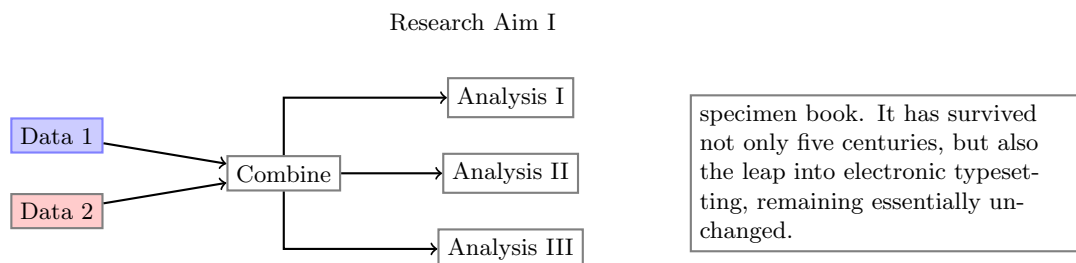 Research Aim I
Data 1
Data 2
Combine
Analysis I
Analysis II
Analysis III
specimen book. It has survived
not only five centuries, but also
the leap into electronic typeset-
ting, remaining essentially un-
changed.